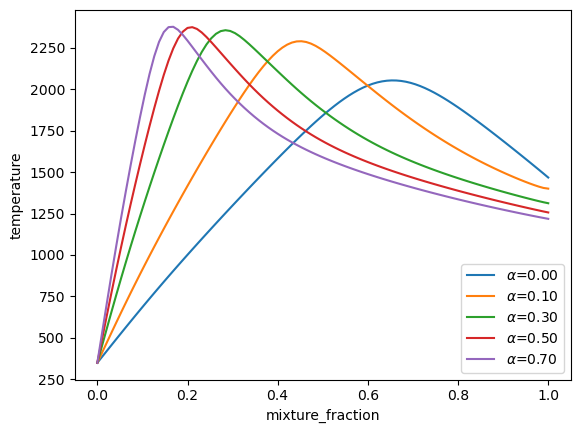 2250
2000
1750
1500
1250
1000
750
500
250
temperature
0.0 0.2 0.4 0.6 0.8 1.0
mixture_fraction
α=0.00
α=0.10
α=0.30
α=0.50
α=0.70